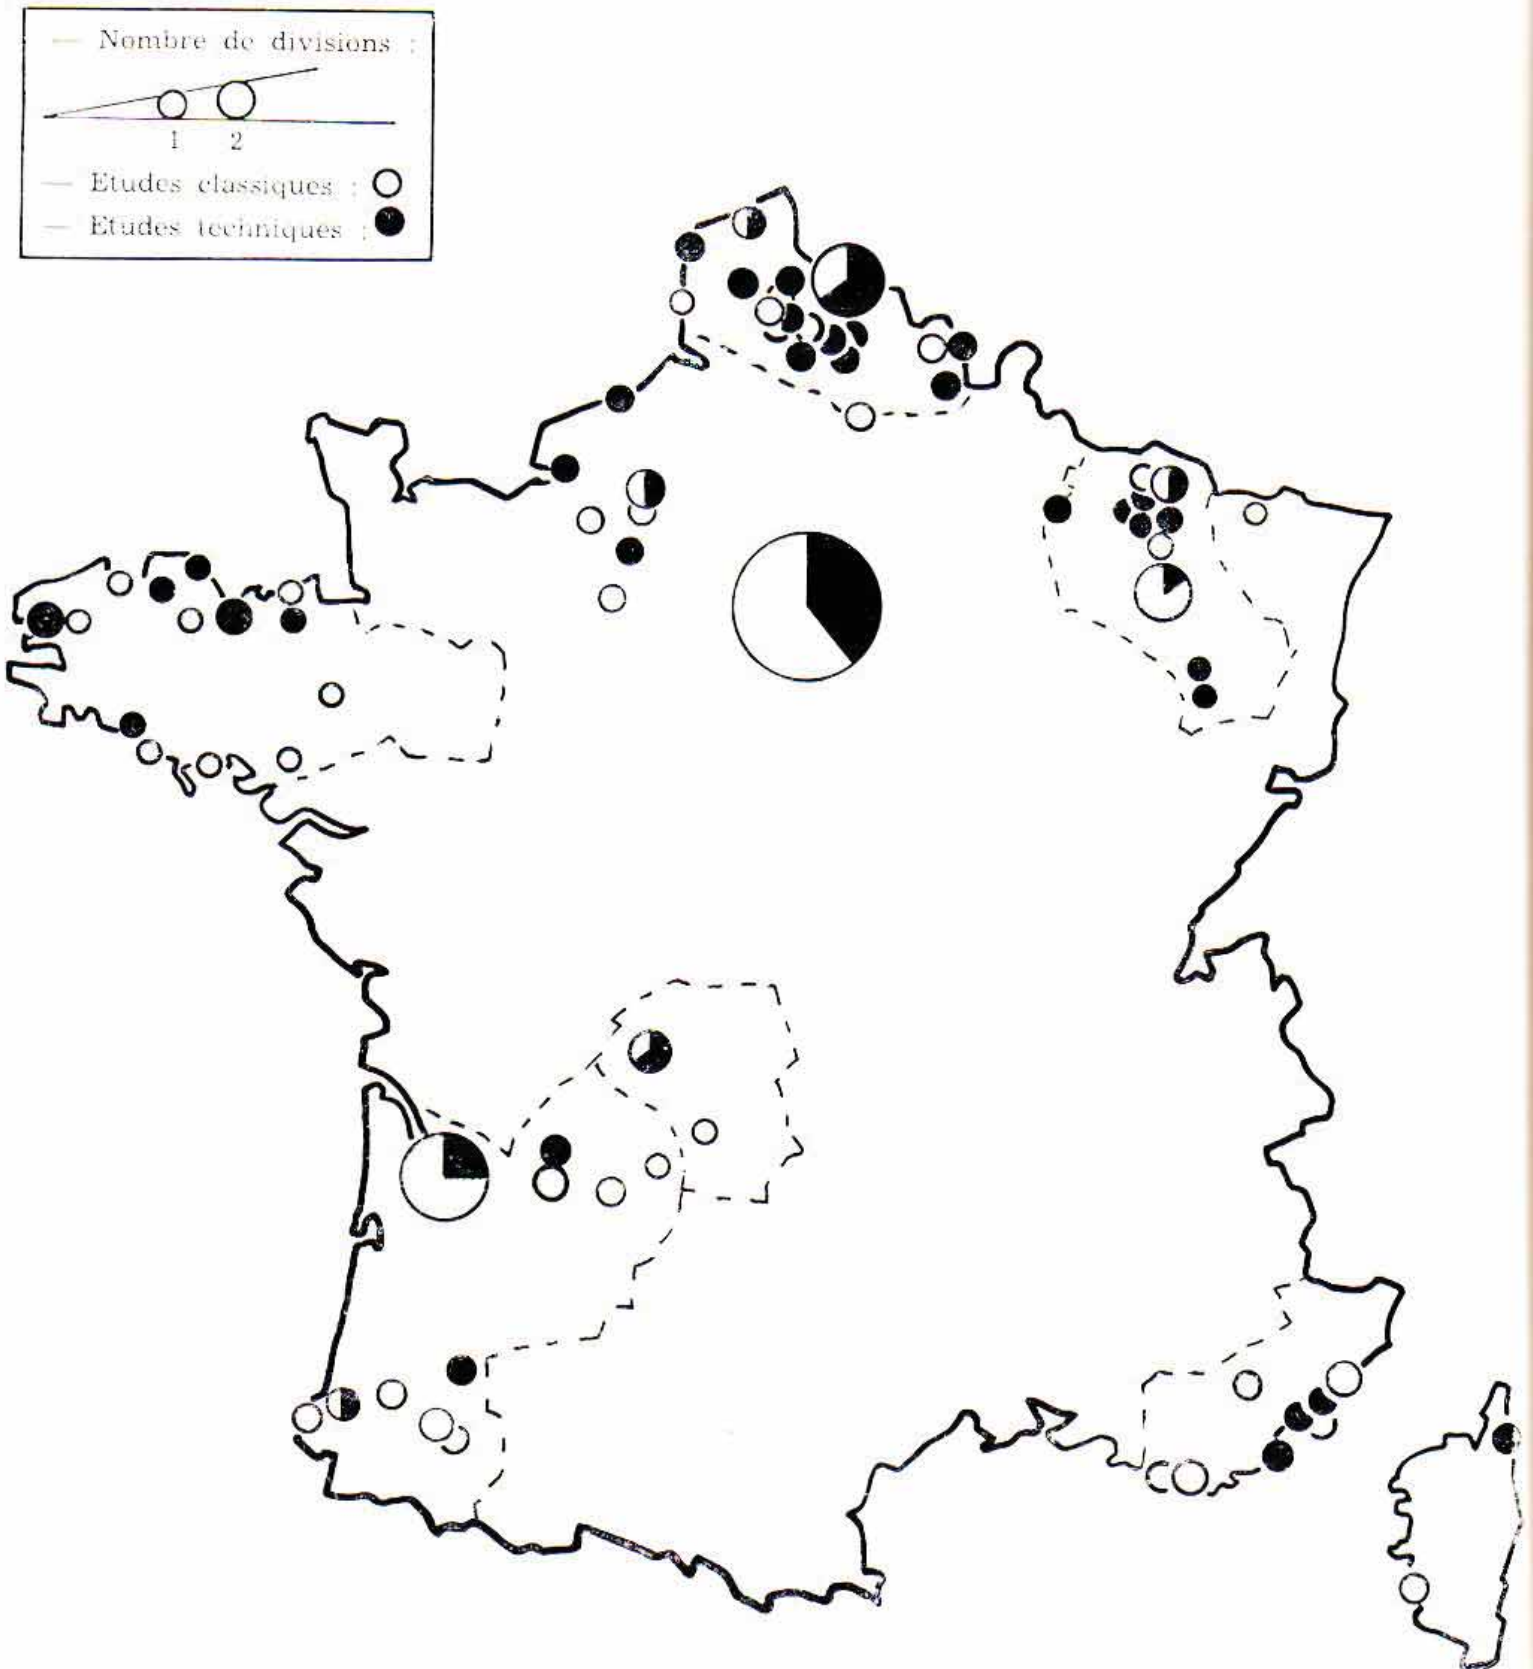 — Nombre de divisions :
1 2
— Etudes classiques :
— Etudes techniques :